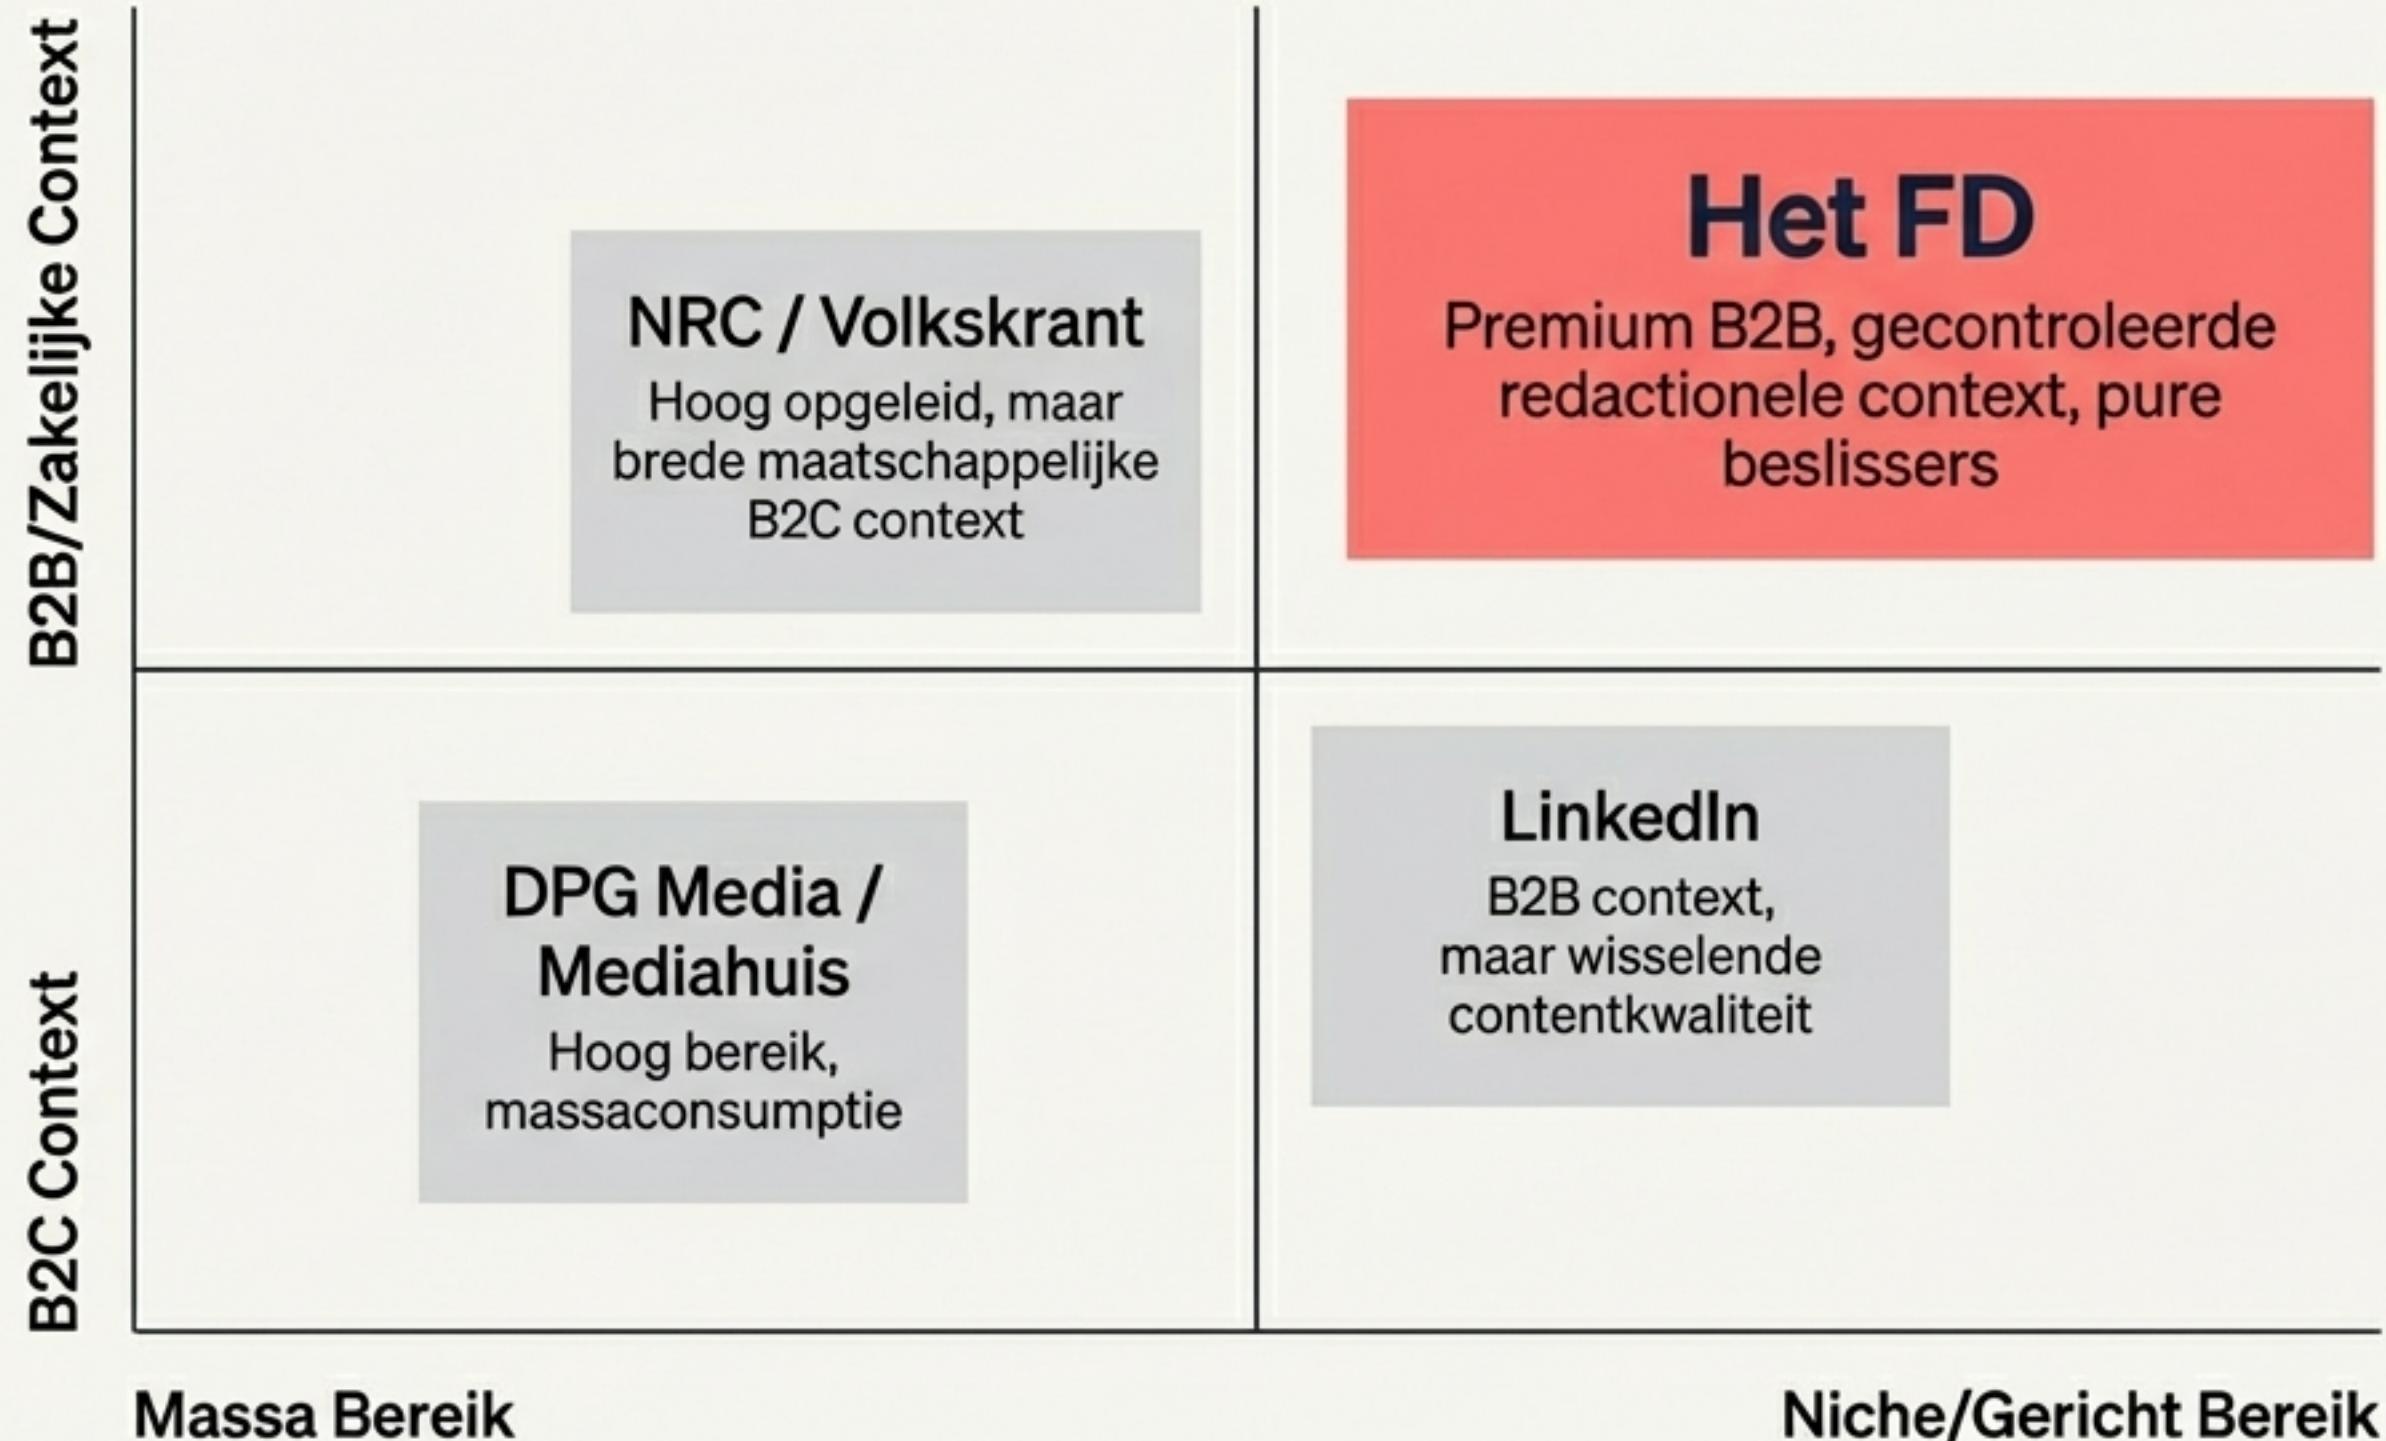 B2B/Zakelijke Context
NRC / Volkskrant
Hoog opgeleid, maar
brede maatschappelijke
B2C context
Het FD
Premium B2B, gecontroleerde
redactionele context, pure
beslissers
B2C Context
DPG Media /
Mediahuis
Hoog bereik,
massaconsumptie
LinkedIn
B2B context,
maar wisselende
contentkwaliteit
Massa Bereik
Niche/Gericht Bereik